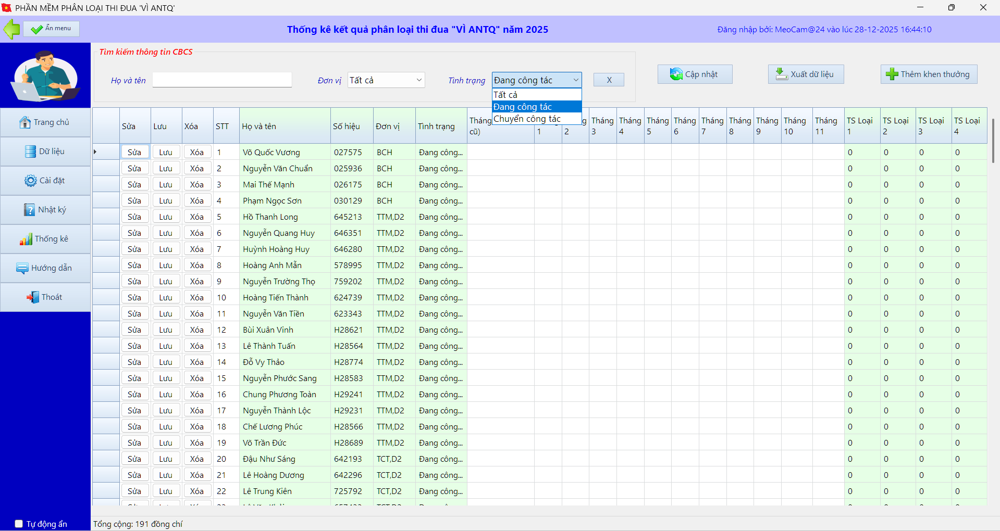 PHẦN MỀM PHÂN LOẠI THI ĐUA 'VÌ ANTQ'
Ẩn menu
Thống kê kết quả phân loại thi đua "VÌ ANTQ" năm 2025
Đăng nhập bởi: MeoCam@24 vào lúc 28-12-2025 16:44:10
Tìm kiếm thông tin CBCS
Họ và tên
Đơn vị Tất cả
Tình trạng Đang công tác
X
Cập nhật
Xuất dữ liệu
Thêm khen thưởng
Tất cả
Đang công tác
Chuyển công tác
Trang chủ
Dữ liệu
Cài đặt
Nhật ký
Thống kê
Hướng dẫn
Thoát
Tự động ẩn
Sửa Lưu Xóa STT Họ và tên Số hiệu Đơn vị Tình trạng Tháng cũ) 1 2 Tháng 3 Tháng 4 Tháng 5 Tháng 6 Tháng 7 Tháng 8 Tháng 9 Tháng 10 Tháng 11 TS Loại 1 TS Loại 2 TS Loại 3 TS Loại 4
Sửa Lưu Xóa 1 Võ Quốc Vương 027575 BCH Đang công... 0 0 0 0
Sửa Lưu Xóa 2 Nguyễn Văn Chuẩn 025936 BCH Đang công... 0 0 0 0
Sửa Lưu Xóa 3 Mai Thế Mạnh 026175 BCH Đang công... 0 0 0 0
Sửa Lưu Xóa 4 Phạm Ngọc Sơn 030129 BCH Đang công... 0 0 0 0
Sửa Lưu Xóa 5 Hồ Thanh Long 645213 TTM,D2 Đang công... 0 0 0 0
Sửa Lưu Xóa 6 Nguyễn Quang Huy 646351 TTM,D2 Đang công... 0 0 0 0
Sửa Lưu Xóa 7 Huỳnh Hoàng Huy 646280 TTM,D2 Đang công... 0 0 0 0
Sửa Lưu Xóa 8 Hoàng Anh Mẫn 578995 TTM,D2 Đang công... 0 0 0 0
Sửa Lưu Xóa 9 Nguyễn Trường Thọ 759202 TTM,D2 Đang công... 0 0 0 0
Sửa Lưu Xóa 10 Hoàng Tiến Thành 624739 TTM,D2 Đang công... 0 0 0 0
Sửa Lưu Xóa 11 Nguyễn Văn Tiền 623343 TTM,D2 Đang công... 0 0 0 0
Sửa Lưu Xóa 12 Bùi Xuân Vinh H28621 TTM,D2 Đang công... 0 0 0 0
Sửa Lưu Xóa 13 Lê Thành Tuấn H28564 TTM,D2 Đang công... 0 0 0 0
Sửa Lưu Xóa 14 Đỗ Vy Thảo H28774 TTM,D2 Đang công... 0 0 0 0
Sửa Lưu Xóa 15 Nguyễn Phước Sang H28583 TTM,D2 Đang công... 0 0 0 0
Sửa Lưu Xóa 16 Chung Phương Toàn H29241 TTM,D2 Đang công... 0 0 0 0
Sửa Lưu Xóa 17 Nguyễn Thành Lộc H29231 TTM,D2 Đang công... 0 0 0 0
Sửa Lưu Xóa 18 Chế Lương Phúc H28566 TTM,D2 Đang công... 0 0 0 0
Sửa Lưu Xóa 19 Võ Trần Đức H28689 TTM,D2 Đang công... 0 0 0 0
Sửa Lưu Xóa 20 Đậu Như Sáng 642193 TCT,D2 Đang công... 0 0 0 0
Sửa Lưu Xóa 21 Lê Hoàng Dương 642296 TCT,D2 Đang công... 0 0 0 0
Sửa Lưu Xóa 22 Lê Trung Kiên 725792 TCT,D2 Đang công... 0 0 0 0
Tổng cộng: 191 đồng chí